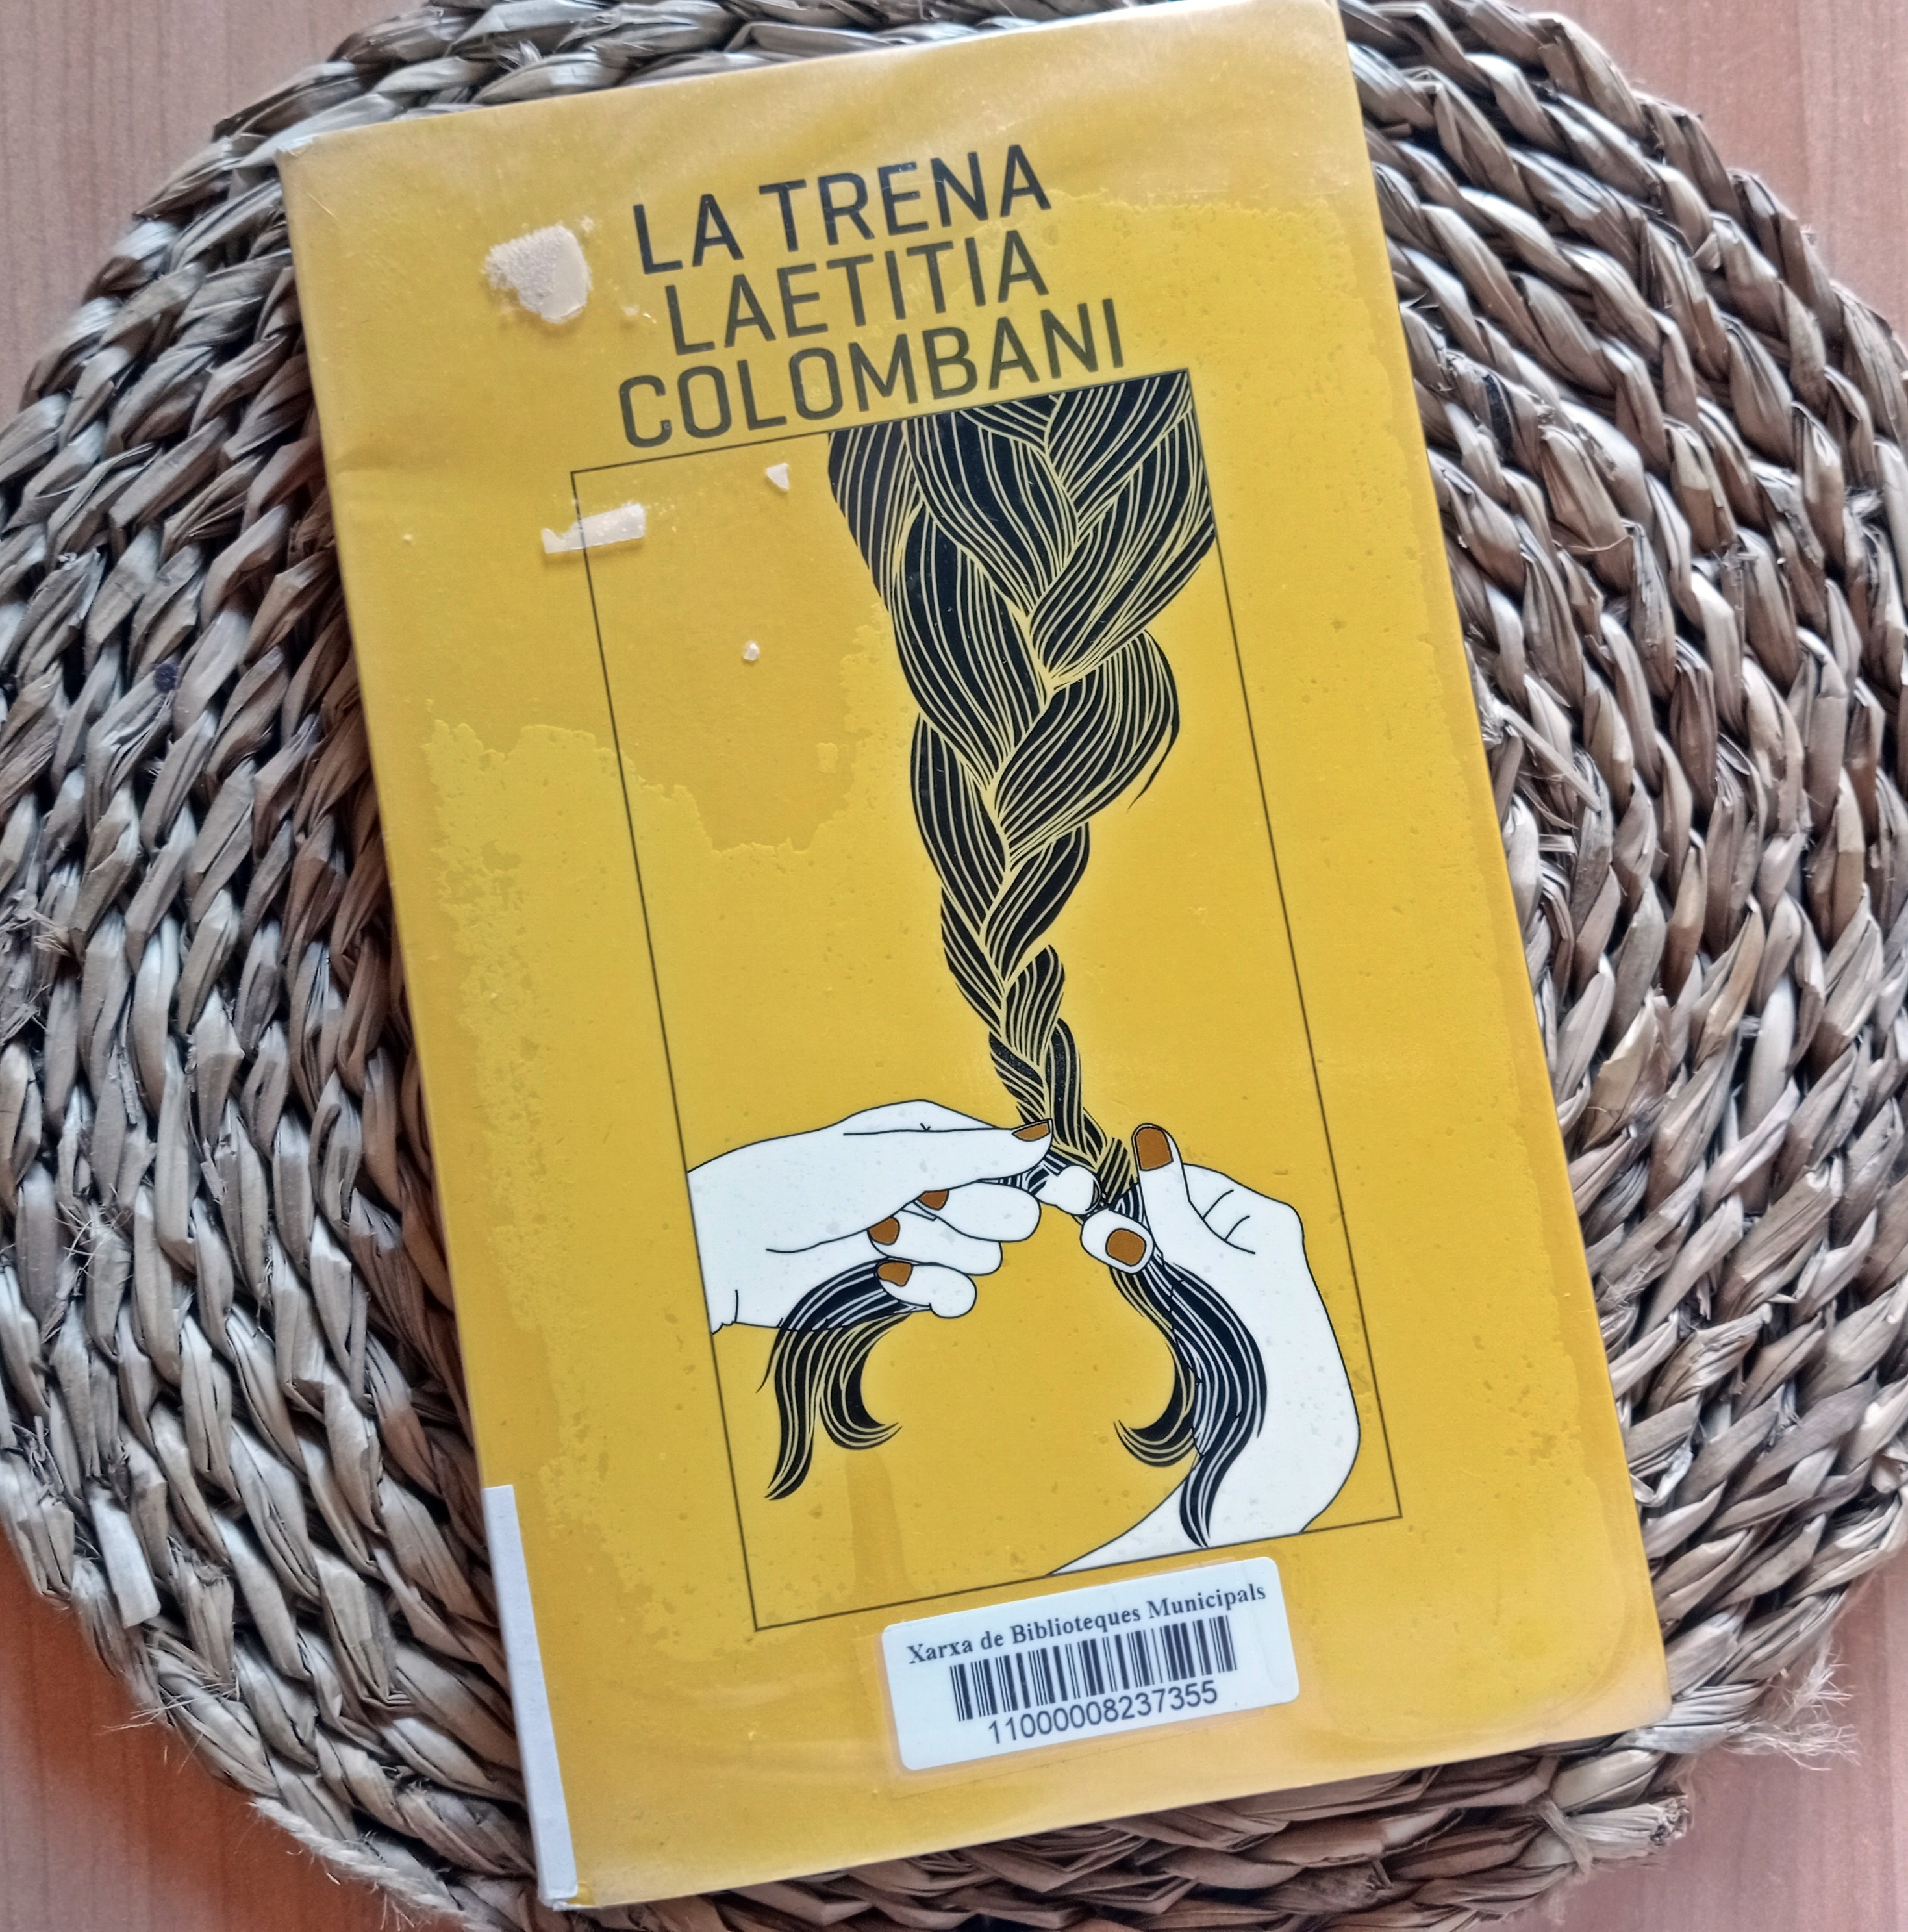 LA TRENA
LAETITIA
COLOMBANI
Xarxa de Biblioteques Municipals
11000008237355